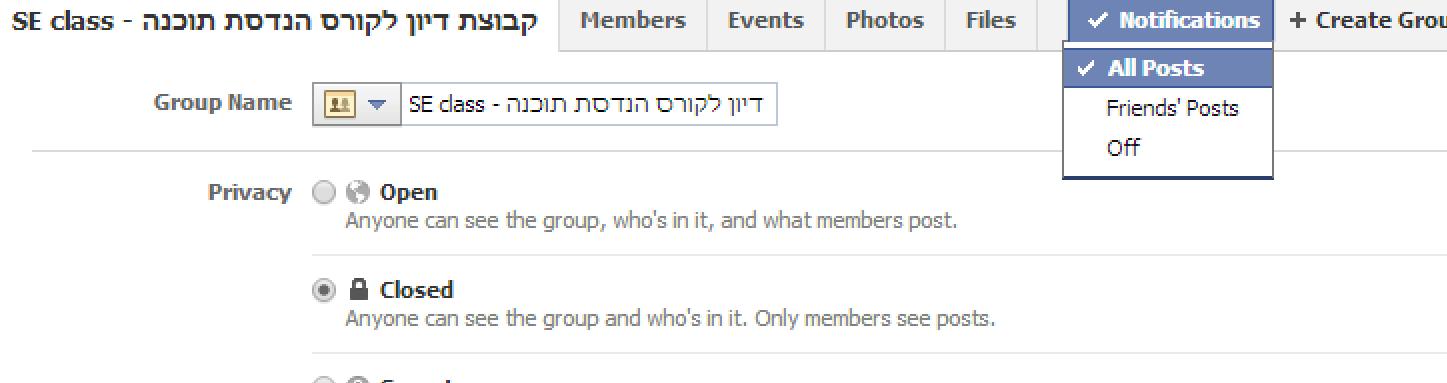 קבוצת דיון לקורס הנדסת תוכנה - SE class
Members
Events
Photos
Files
✓ Notifications
+ Create
✓ All Posts
Friends' Posts
Off
Group Name
דיון לקורס הנדסת תוכנה - SE class
Privacy
Open
Anyone can see the group, who's in it, and what members post.
Closed
Anyone can see the group and who's in it. Only members see posts.